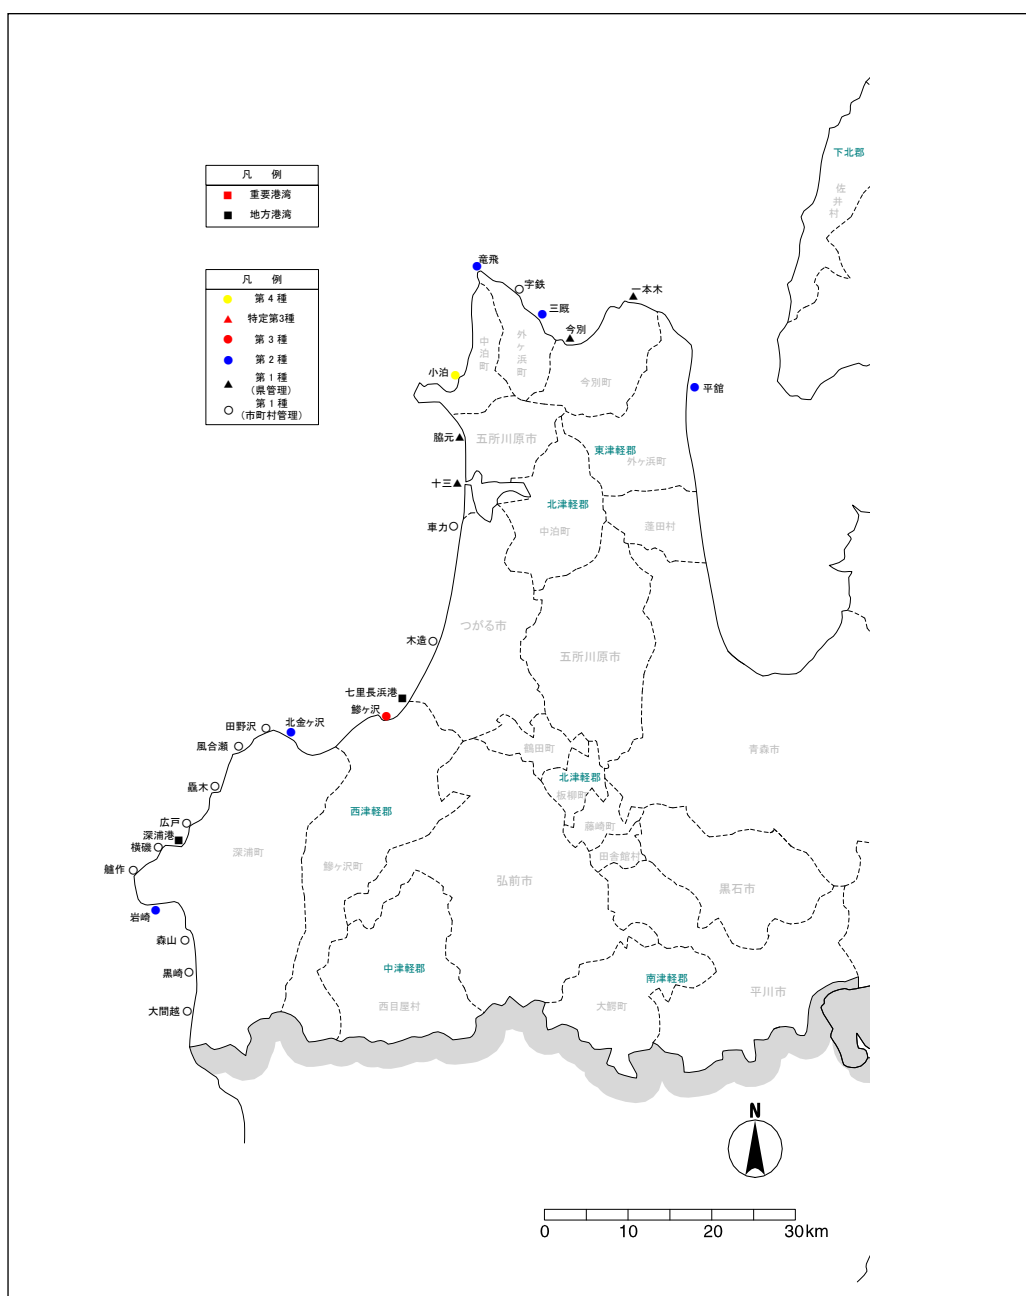 凡 例
重要港湾
地方港湾
凡 例
第4種
特定第3種
第3種
第2種
第1種
(県管理)
第1種
(市町村管理)
下北郡
佐井村
竜飛
字鉄
三厩
今別
一本木
中泊町
外ヶ浜町
今別町
小泊
平舘
脇元
五所川原市
東津軽郡
外ヶ浜町
十三
北津軽郡
中泊町
蓬田村
車力
つがる市
木造
五所川原市
七里長浜港
鰺ヶ沢
田野沢
北金ヶ沢
風合瀬
鶴田町
青森市
驫木
北津軽郡
板柳町
西津軽郡
広戸
深浦港
横磯
深浦町
藤崎町
田舎館村
鰺ヶ沢町
艫作
弘前市
黒石市
岩崎
森山
黒崎
中津軽郡
南津軽郡
平川市
大間越
西目屋村
大鰐町
N
0 10 20 30km